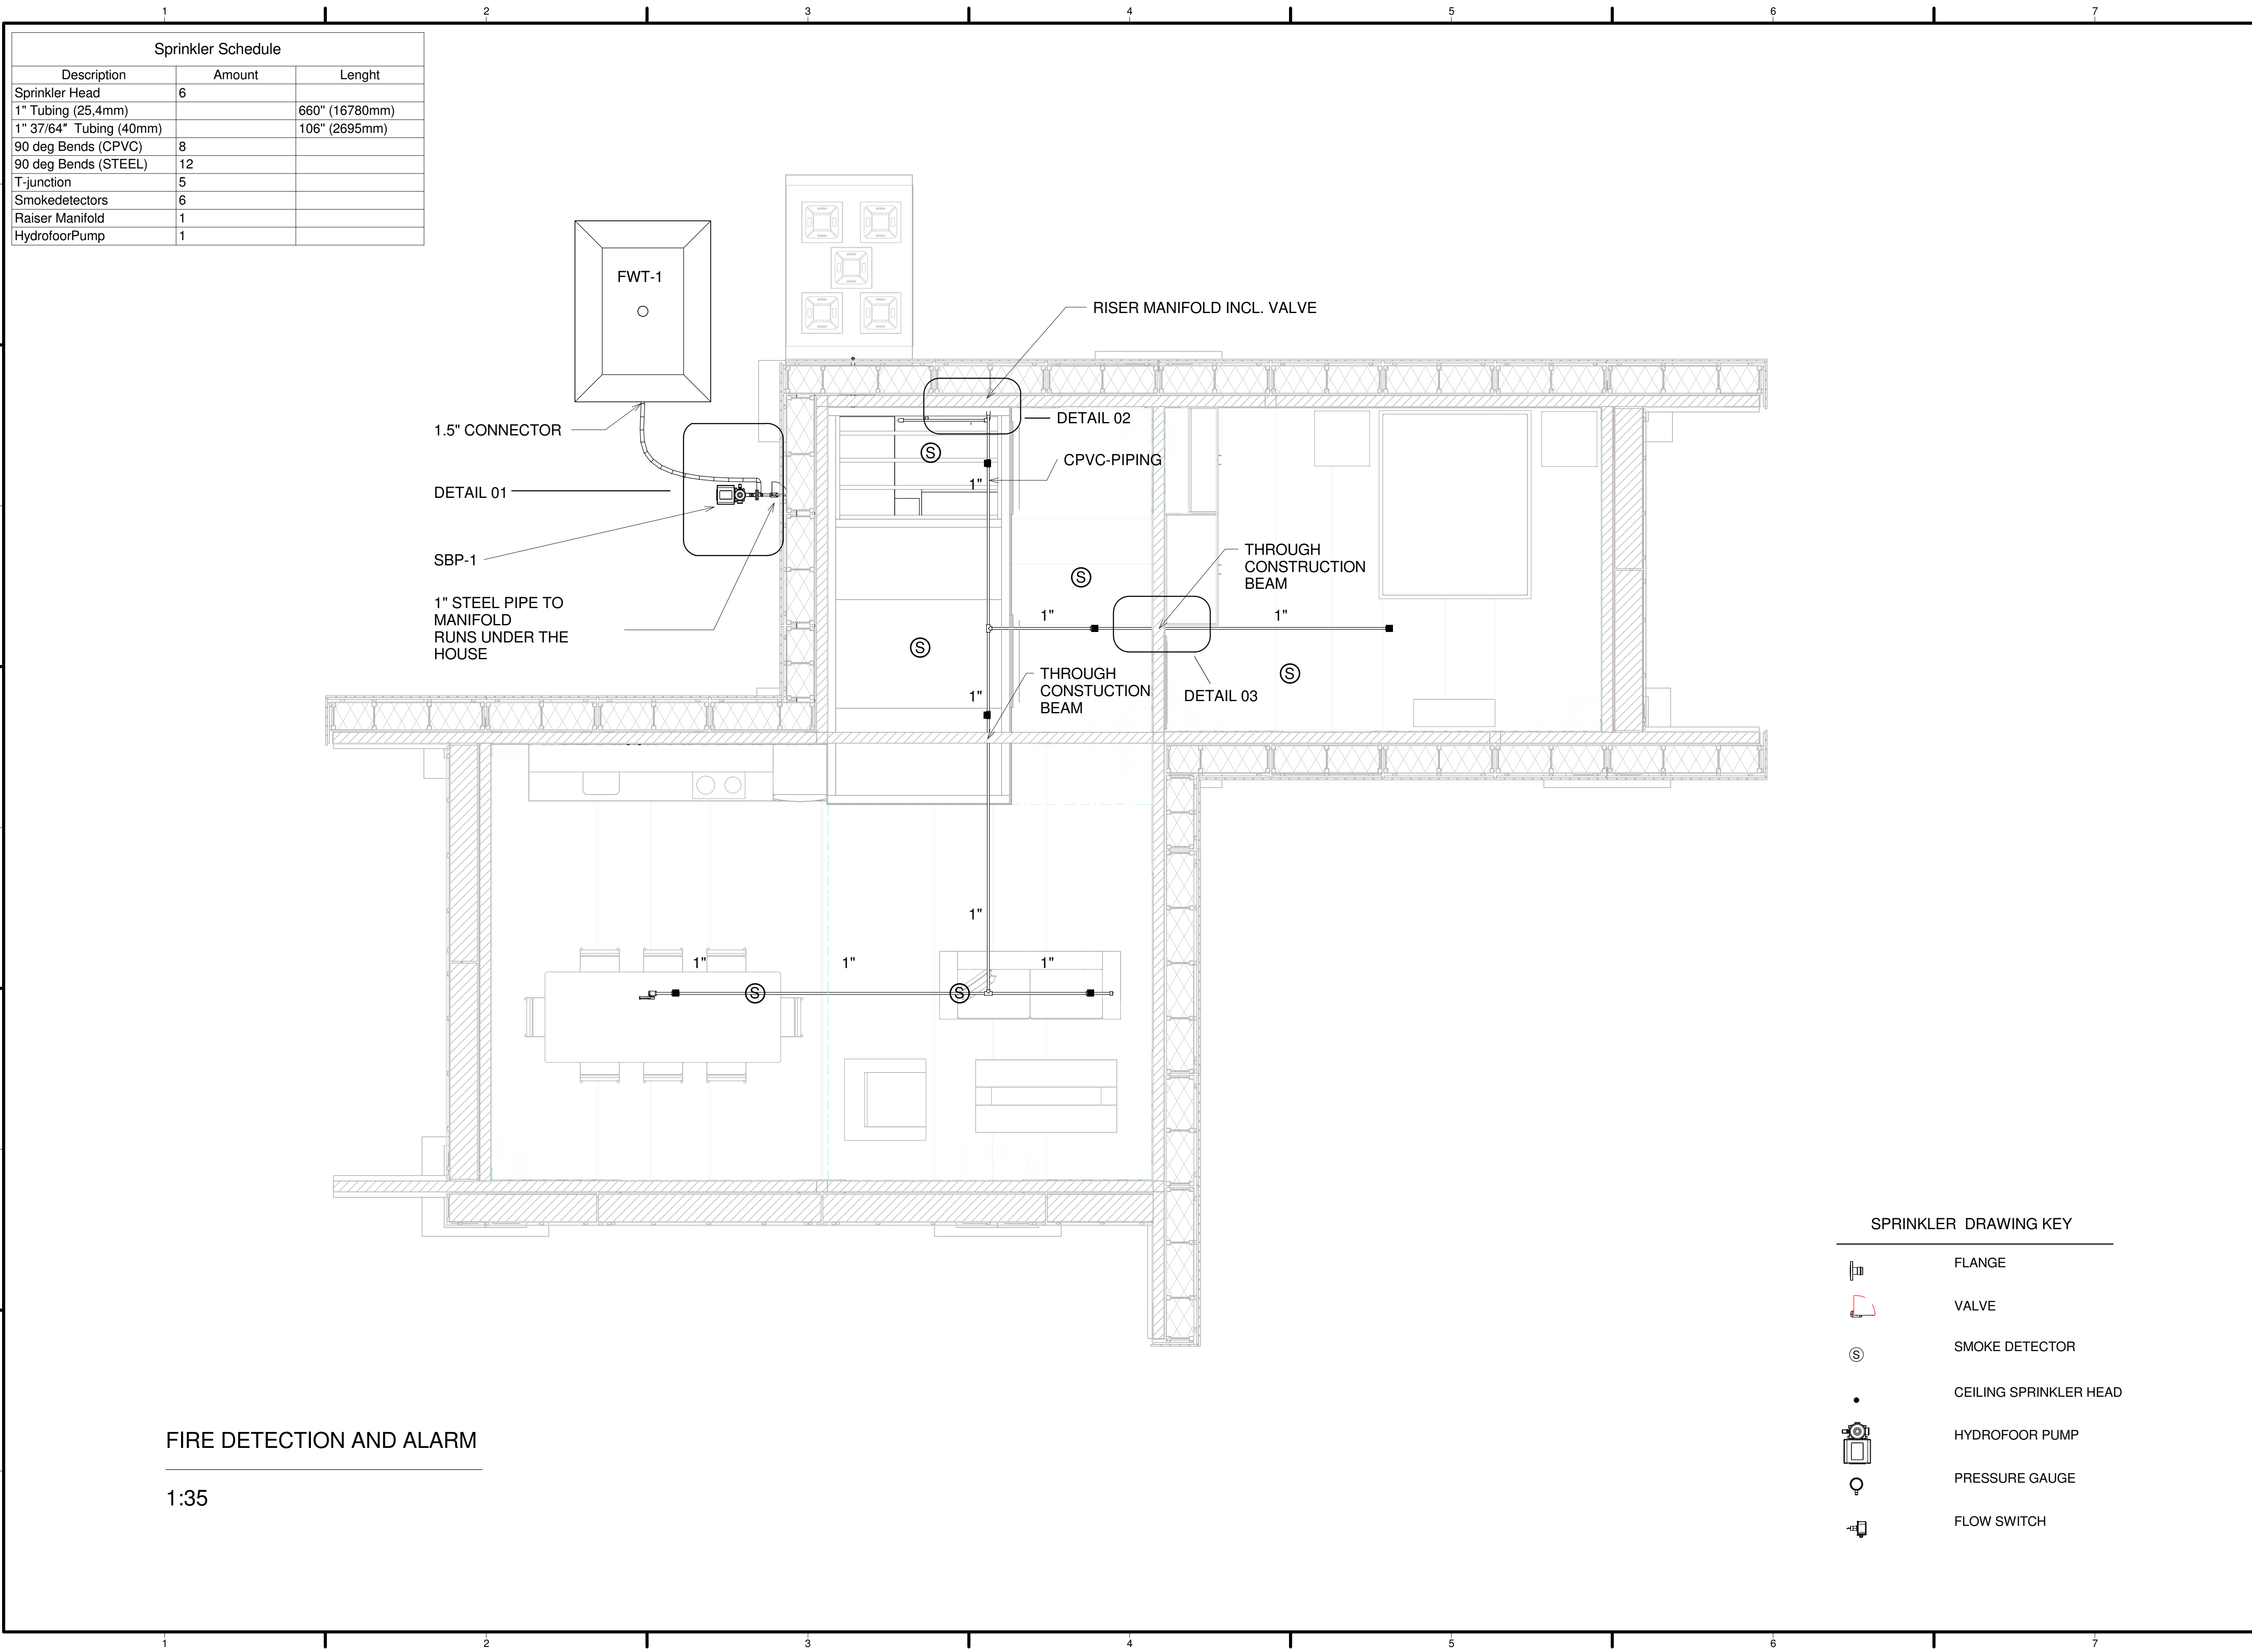 1 2 3 4 5 6 7
Sprinkler Schedule
Description Amount Lenght
Sprinkler Head 6
1" Tubing (25,4mm) 660" (16780mm)
1" 37/64" Tubing (40mm) 106" (2695mm)
90 deg Bends (CPVC) 8
90 deg Bends (STEEL) 12
T-junction 5
Smokedetectors 6
Raiser Manifold 1
HydrofoorPump 1
FWT-1
RISER MANIFOLD INCL. VALVE
1.5" CONNECTOR
DETAIL 02
S
CPVC-PIPING
1"
DETAIL 01
SBP-1
THROUGH
CONSTRUCTION
BEAM
S
1" STEEL PIPE TO
MANIFOLD
RUNS UNDER THE
HOUSE
1"
1"
S
S
THROUGH
CONSTUCTION
BEAM
1"
DETAIL 03
1"
1"
1"
1"
S
S
SPRINKLER DRAWING KEY
FLANGE
VALVE
S SMOKE DETECTOR
CEILING SPRINKLER HEAD
HYDROFOOR PUMP
PRESSURE GAUGE
FLOW SWITCH
FIRE DETECTION AND ALARM
1:35
1 2 3 4 5 6 7